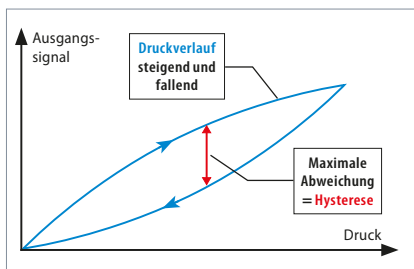 Ausgangs-
signal
Druckverlauf
steigend und
fallend
Maximale
Abweichung
= Hysterese
Druck